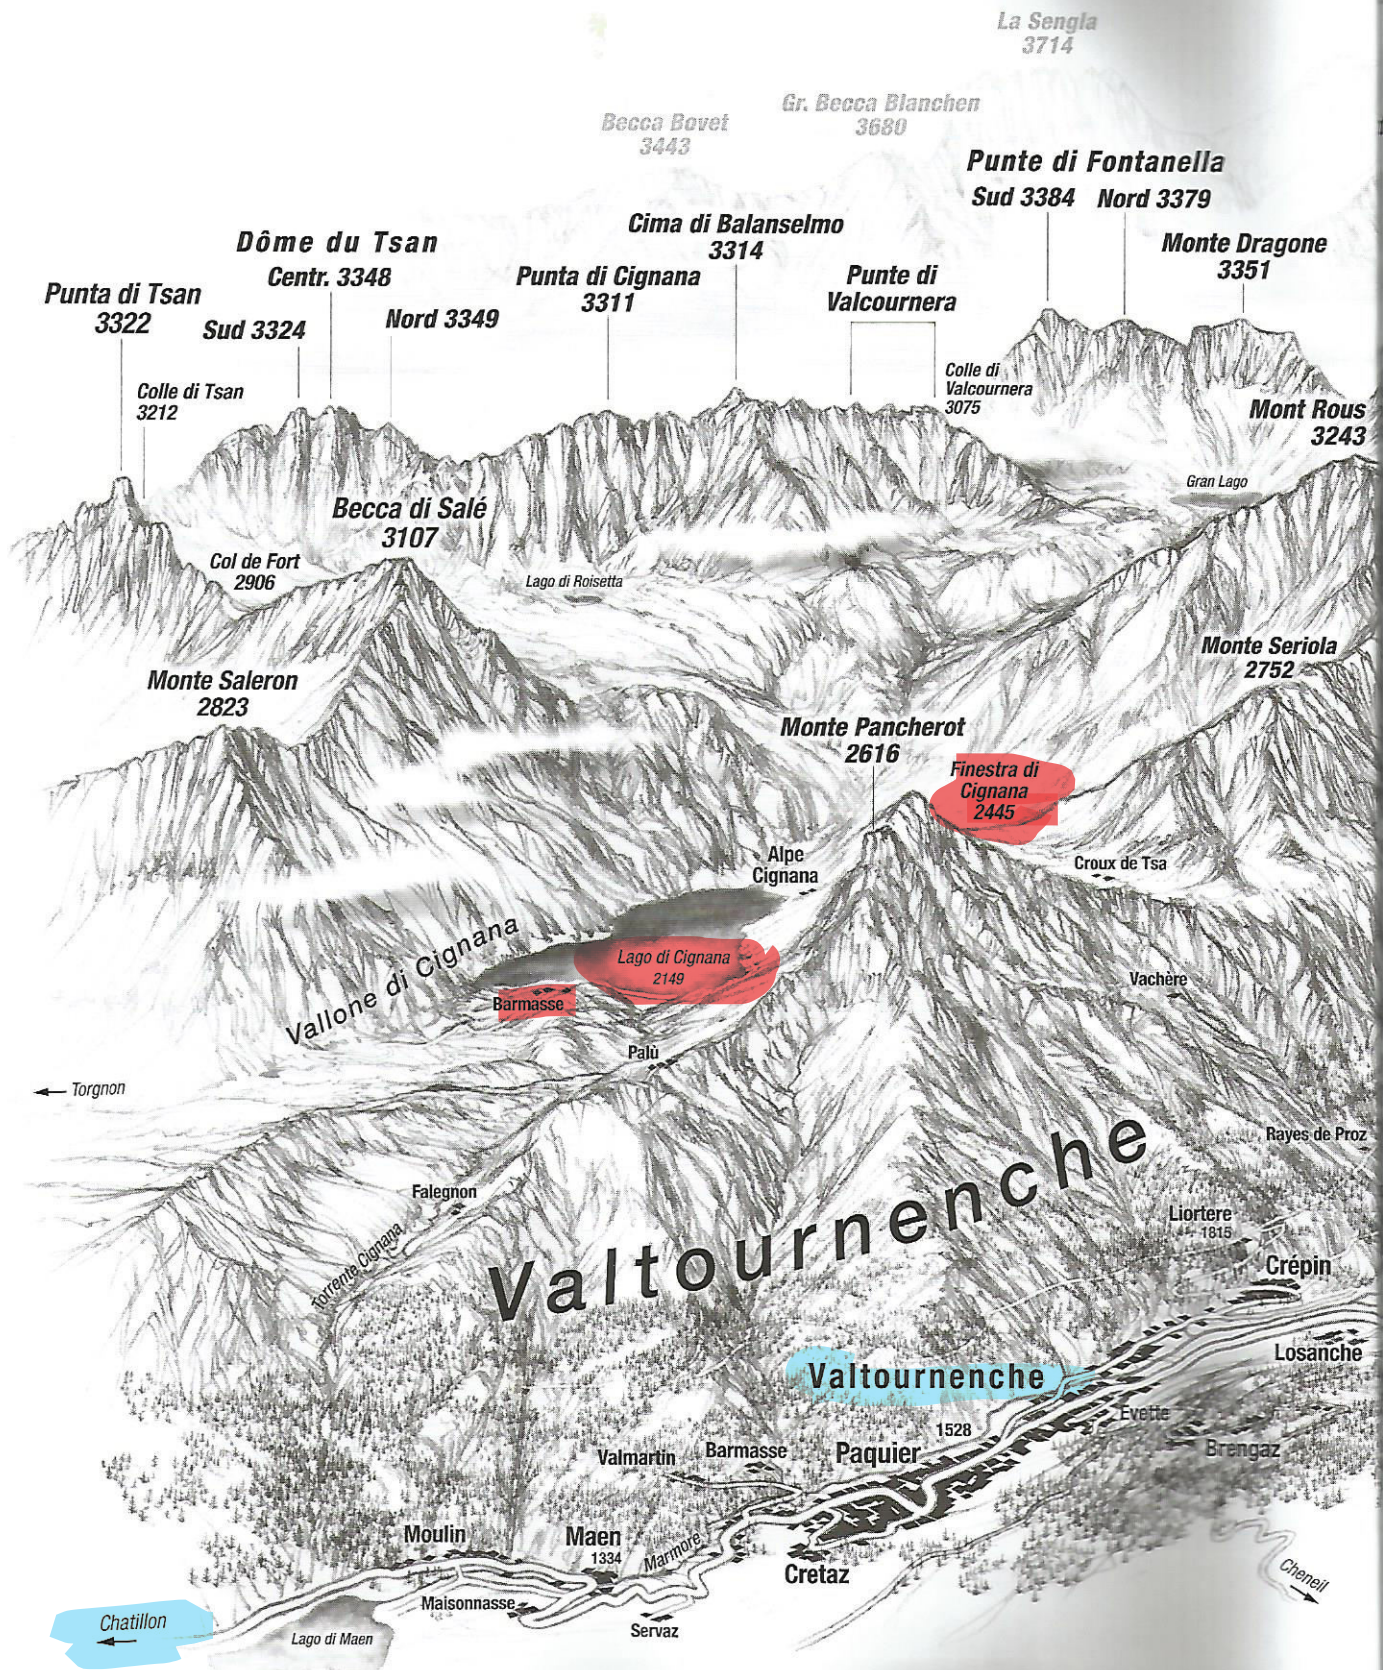 La Sengla
3714
Gr. Becca Blanchen
3680
Becca Bovet
3443
Punte di Fontanella
Sud 3384 Nord 3379
Cima di Balanselmo
3314
Monte Dragone
3351
Dôme du Tsan
Centr. 3348
Punta di Cignana
3311
Punte di
Valcournera
Punta di Tsan
3322
Sud 3324
Nord 3349
Colle di Tsan
3212
Colle di
Valcournera
3075
Mont Rous
3243
Gran Lago
Becca di Salé
3107
Col de Fort
2906
Lago di Roisetta
Monte Seriola
2752
Monte Saleron
2823
Monte Pancherot
2616
Finestra di
Cignana
2445
Alpe
Cignana
Croux de Tsa
Vallone di Cignana
Lago di Cignana
2149
Barmasse
Vachère
Palù
Torgnon
Valtournenche
Rayes de Proz
Falegnon
Torrente Cignana
Liortere
1815
Crépin
Losanche
Valtournenche
Evette
1528
Brengaz
Paquier
Barmasse
Valmartin
Moulin
Maen
1334
Marmore
Cretaz
Cheneil
Maisonnasse
Servaz
Chatillon
Lago di Maen